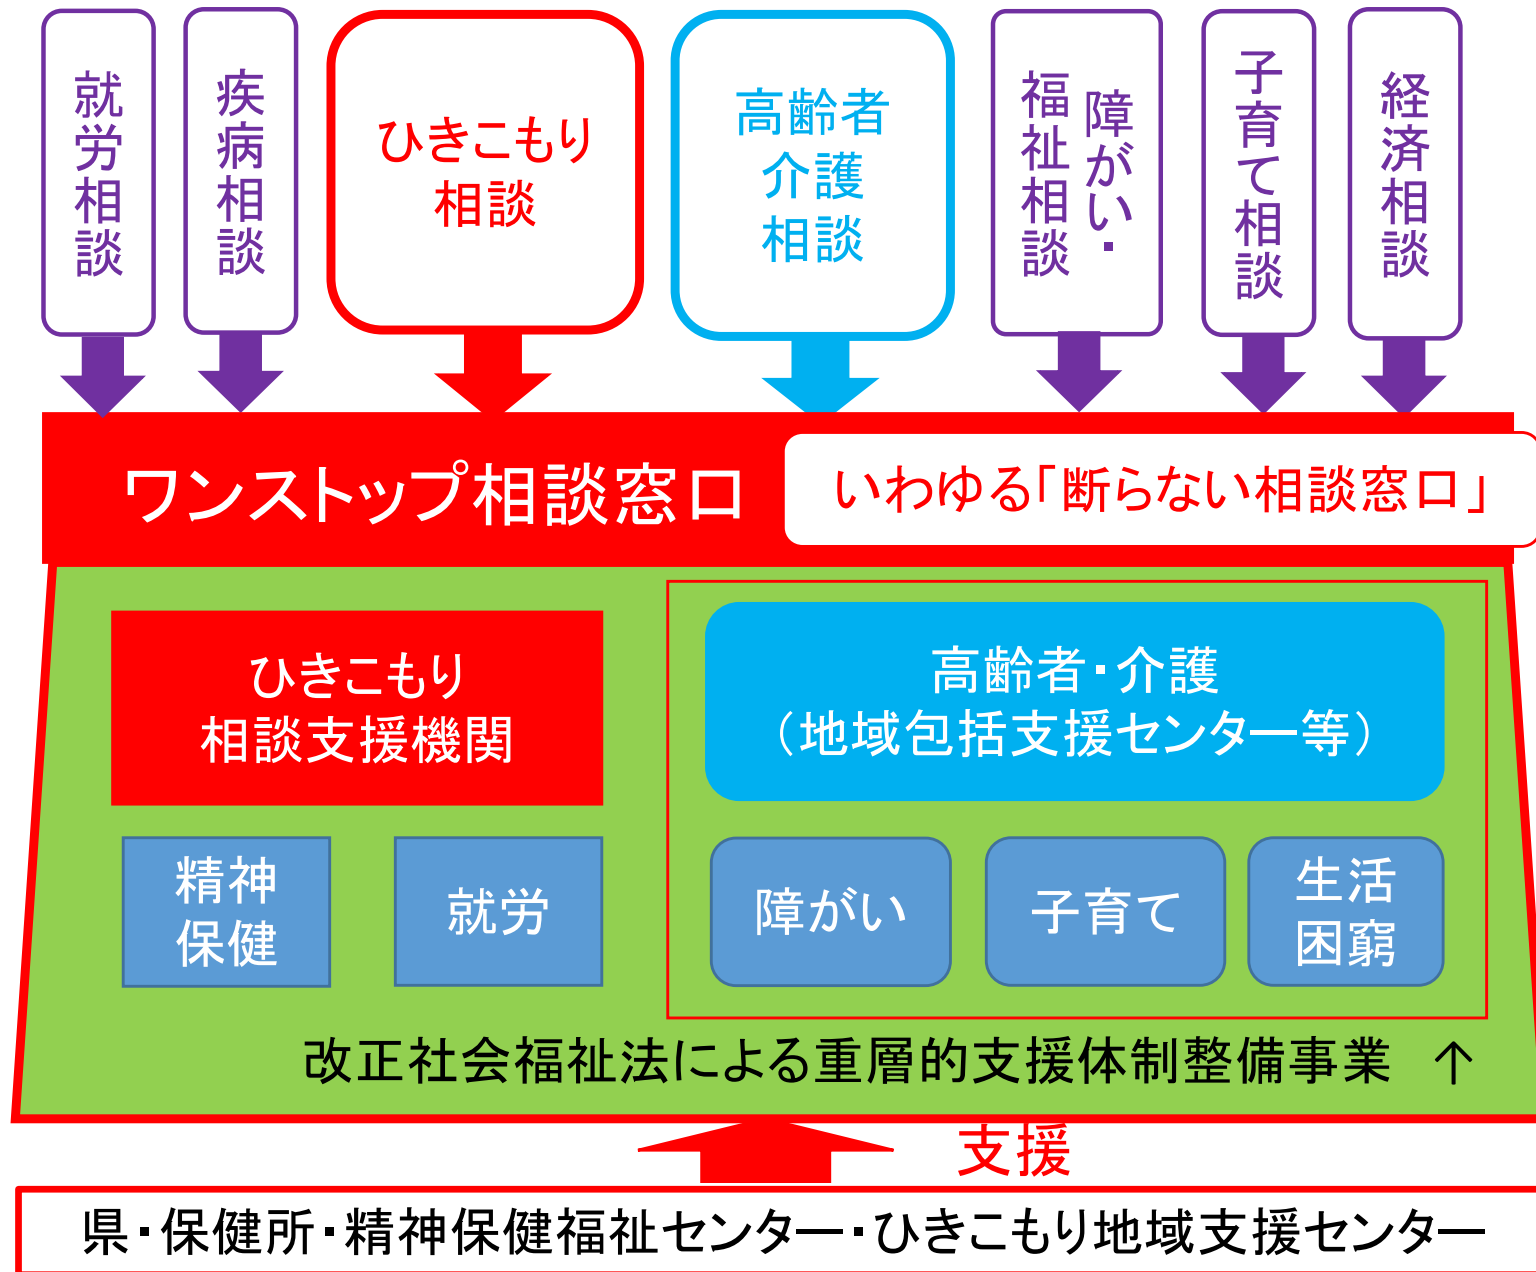 就労相談
疾病相談
ひきこもり
相談
高齢者
介護
相談
障がい・
福祉相談
子育て相談
経済相談
ワンストップ相談窓口
いわゆる「断らない相談窓口」
ひきこもり
相談支援機関
高齢者・介護
（地域包括支援センター等）
精神
保健
就労
障がい
子育て
生活
困窮
改正社会福祉法による重層的支援体制整備事業　↑
支援
県・保健所・精神保健福祉センター・ひきこもり地域支援センター